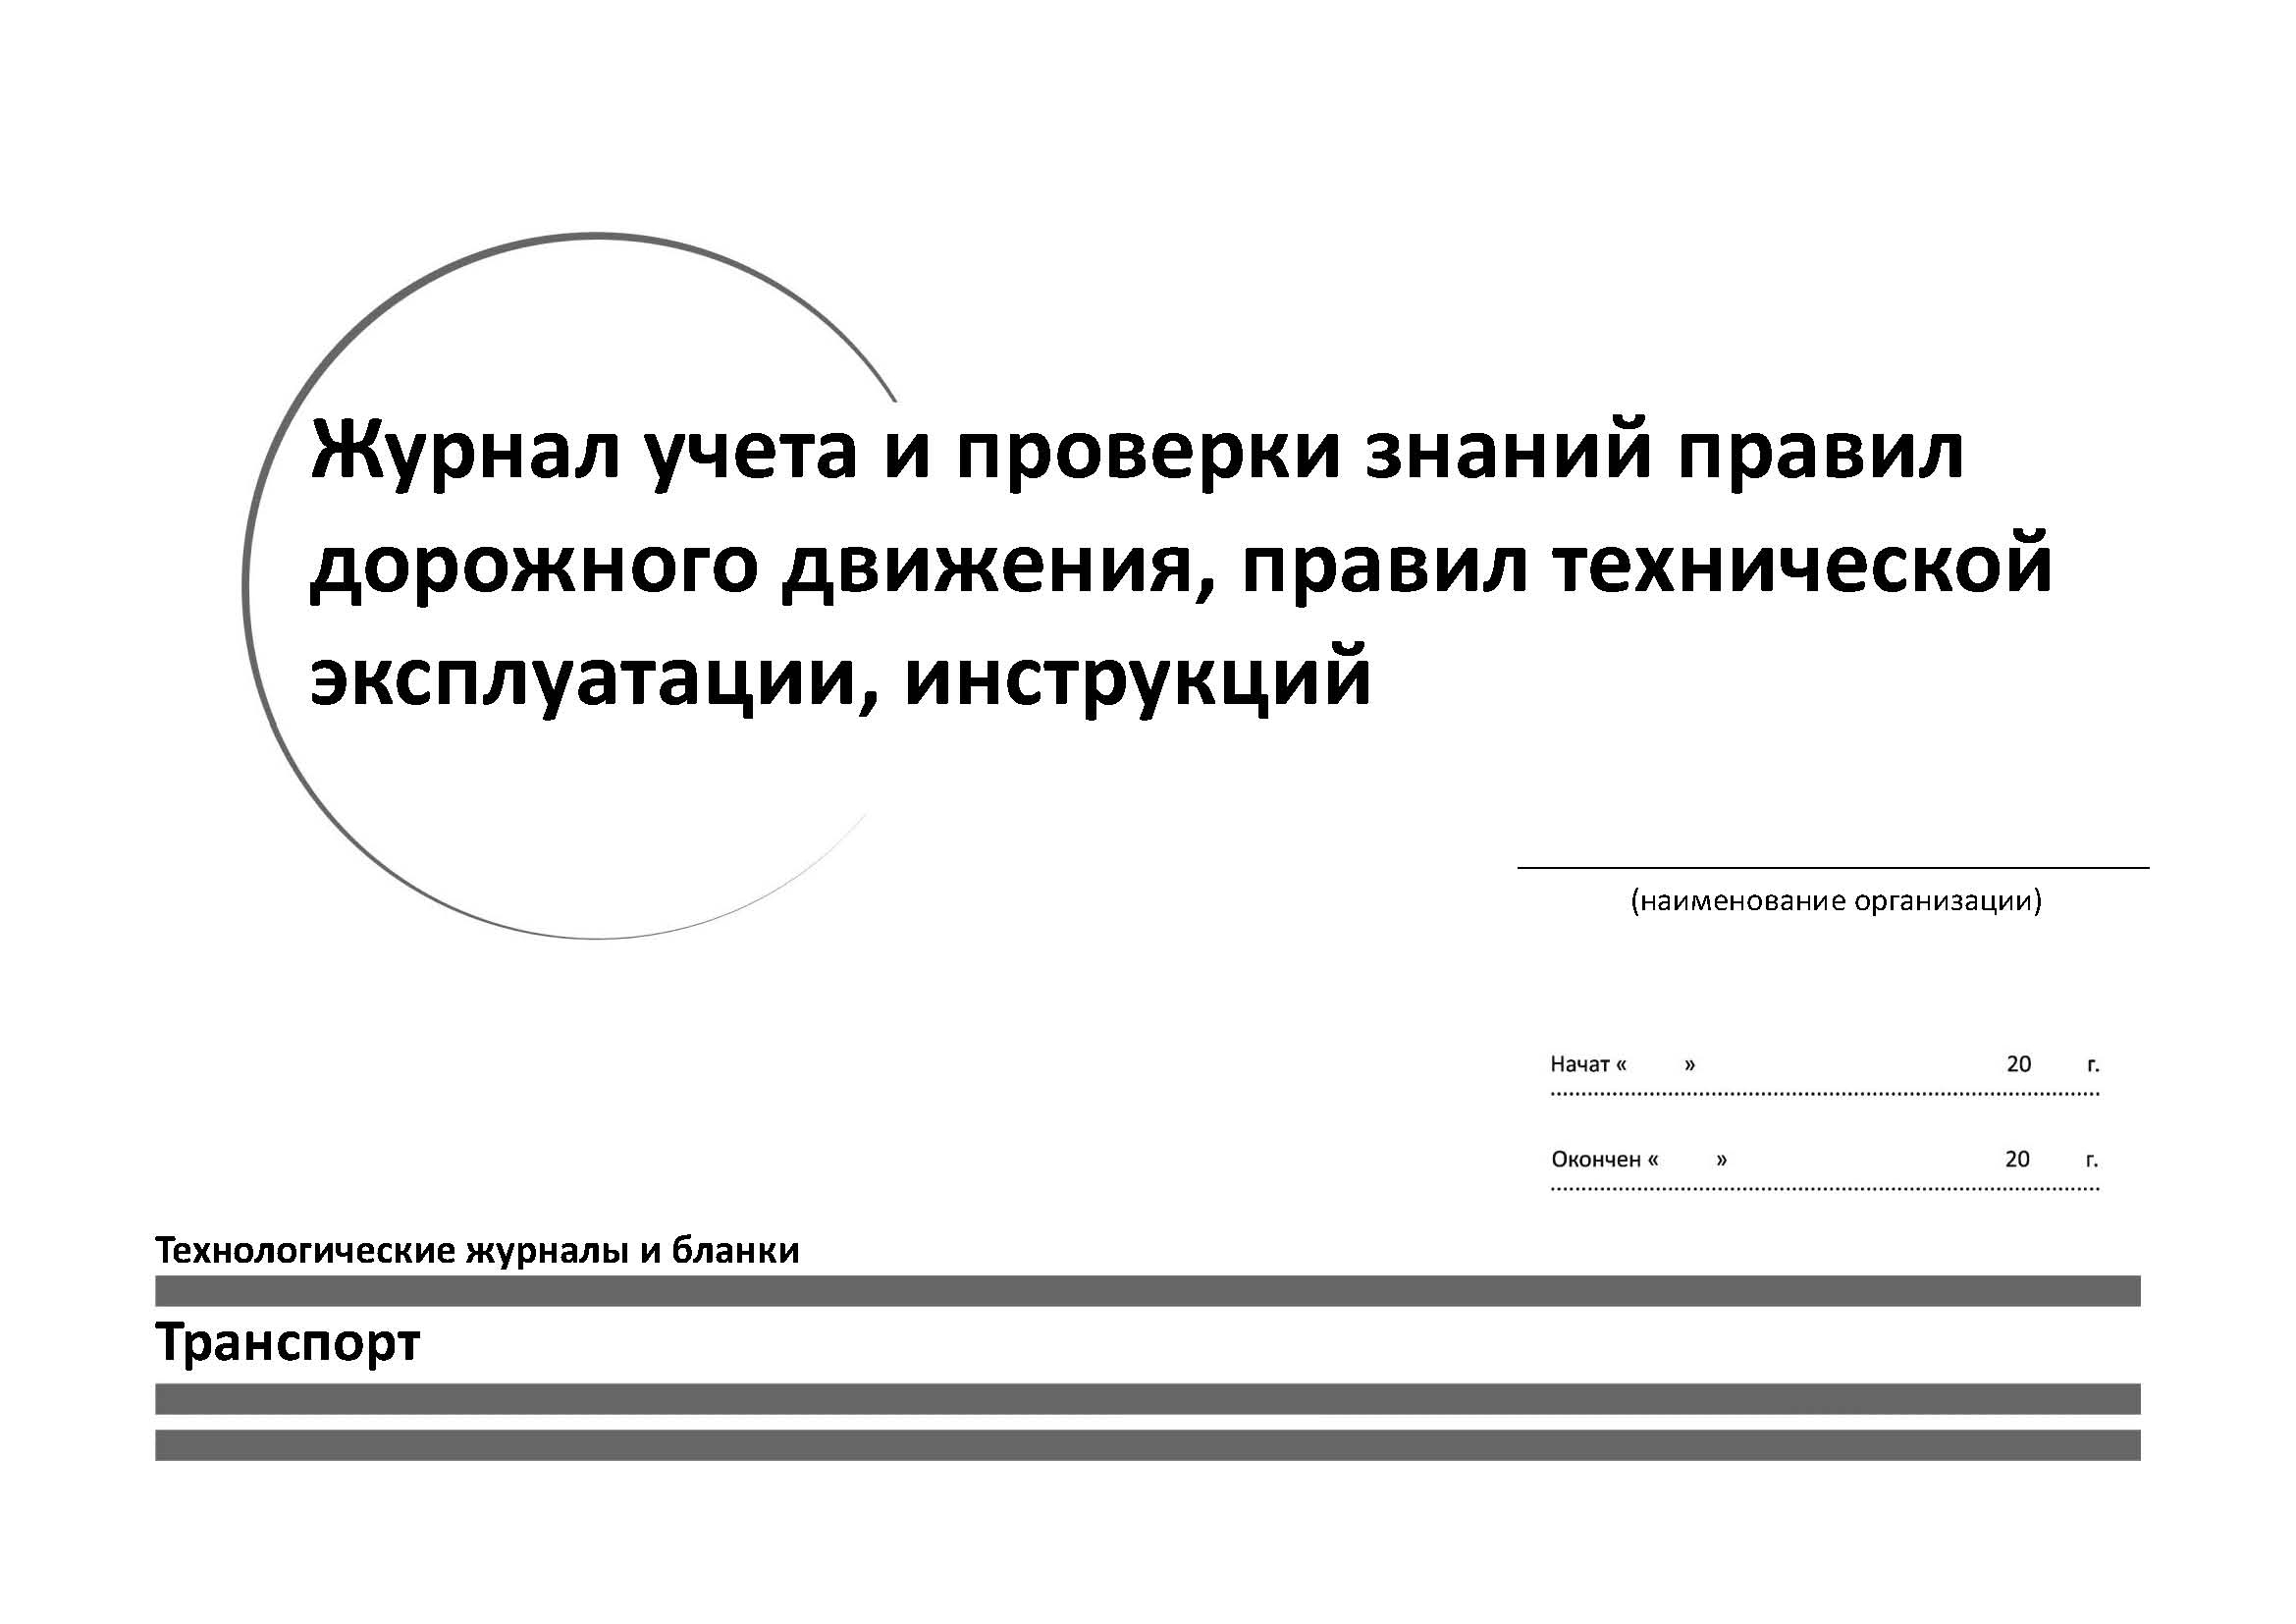 Журнал учета и проверки знаний правил
дорожного движения, правил технической
эксплуатации, инструкций
(наименование организации)
Начат « » 20 г.
Окончен « » 20 г.
Технологические журналы и бланки
Транспорт